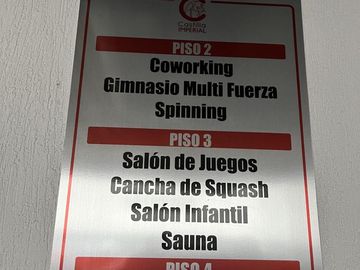 Castilla
IMPERIAL
PISO 2
Coworking
Gimnasio Multi Fuerza
Spinning
PISO 3
Salón de Juegos
Cancha de Squash
Salón Infantil
Sauna
PISO 4